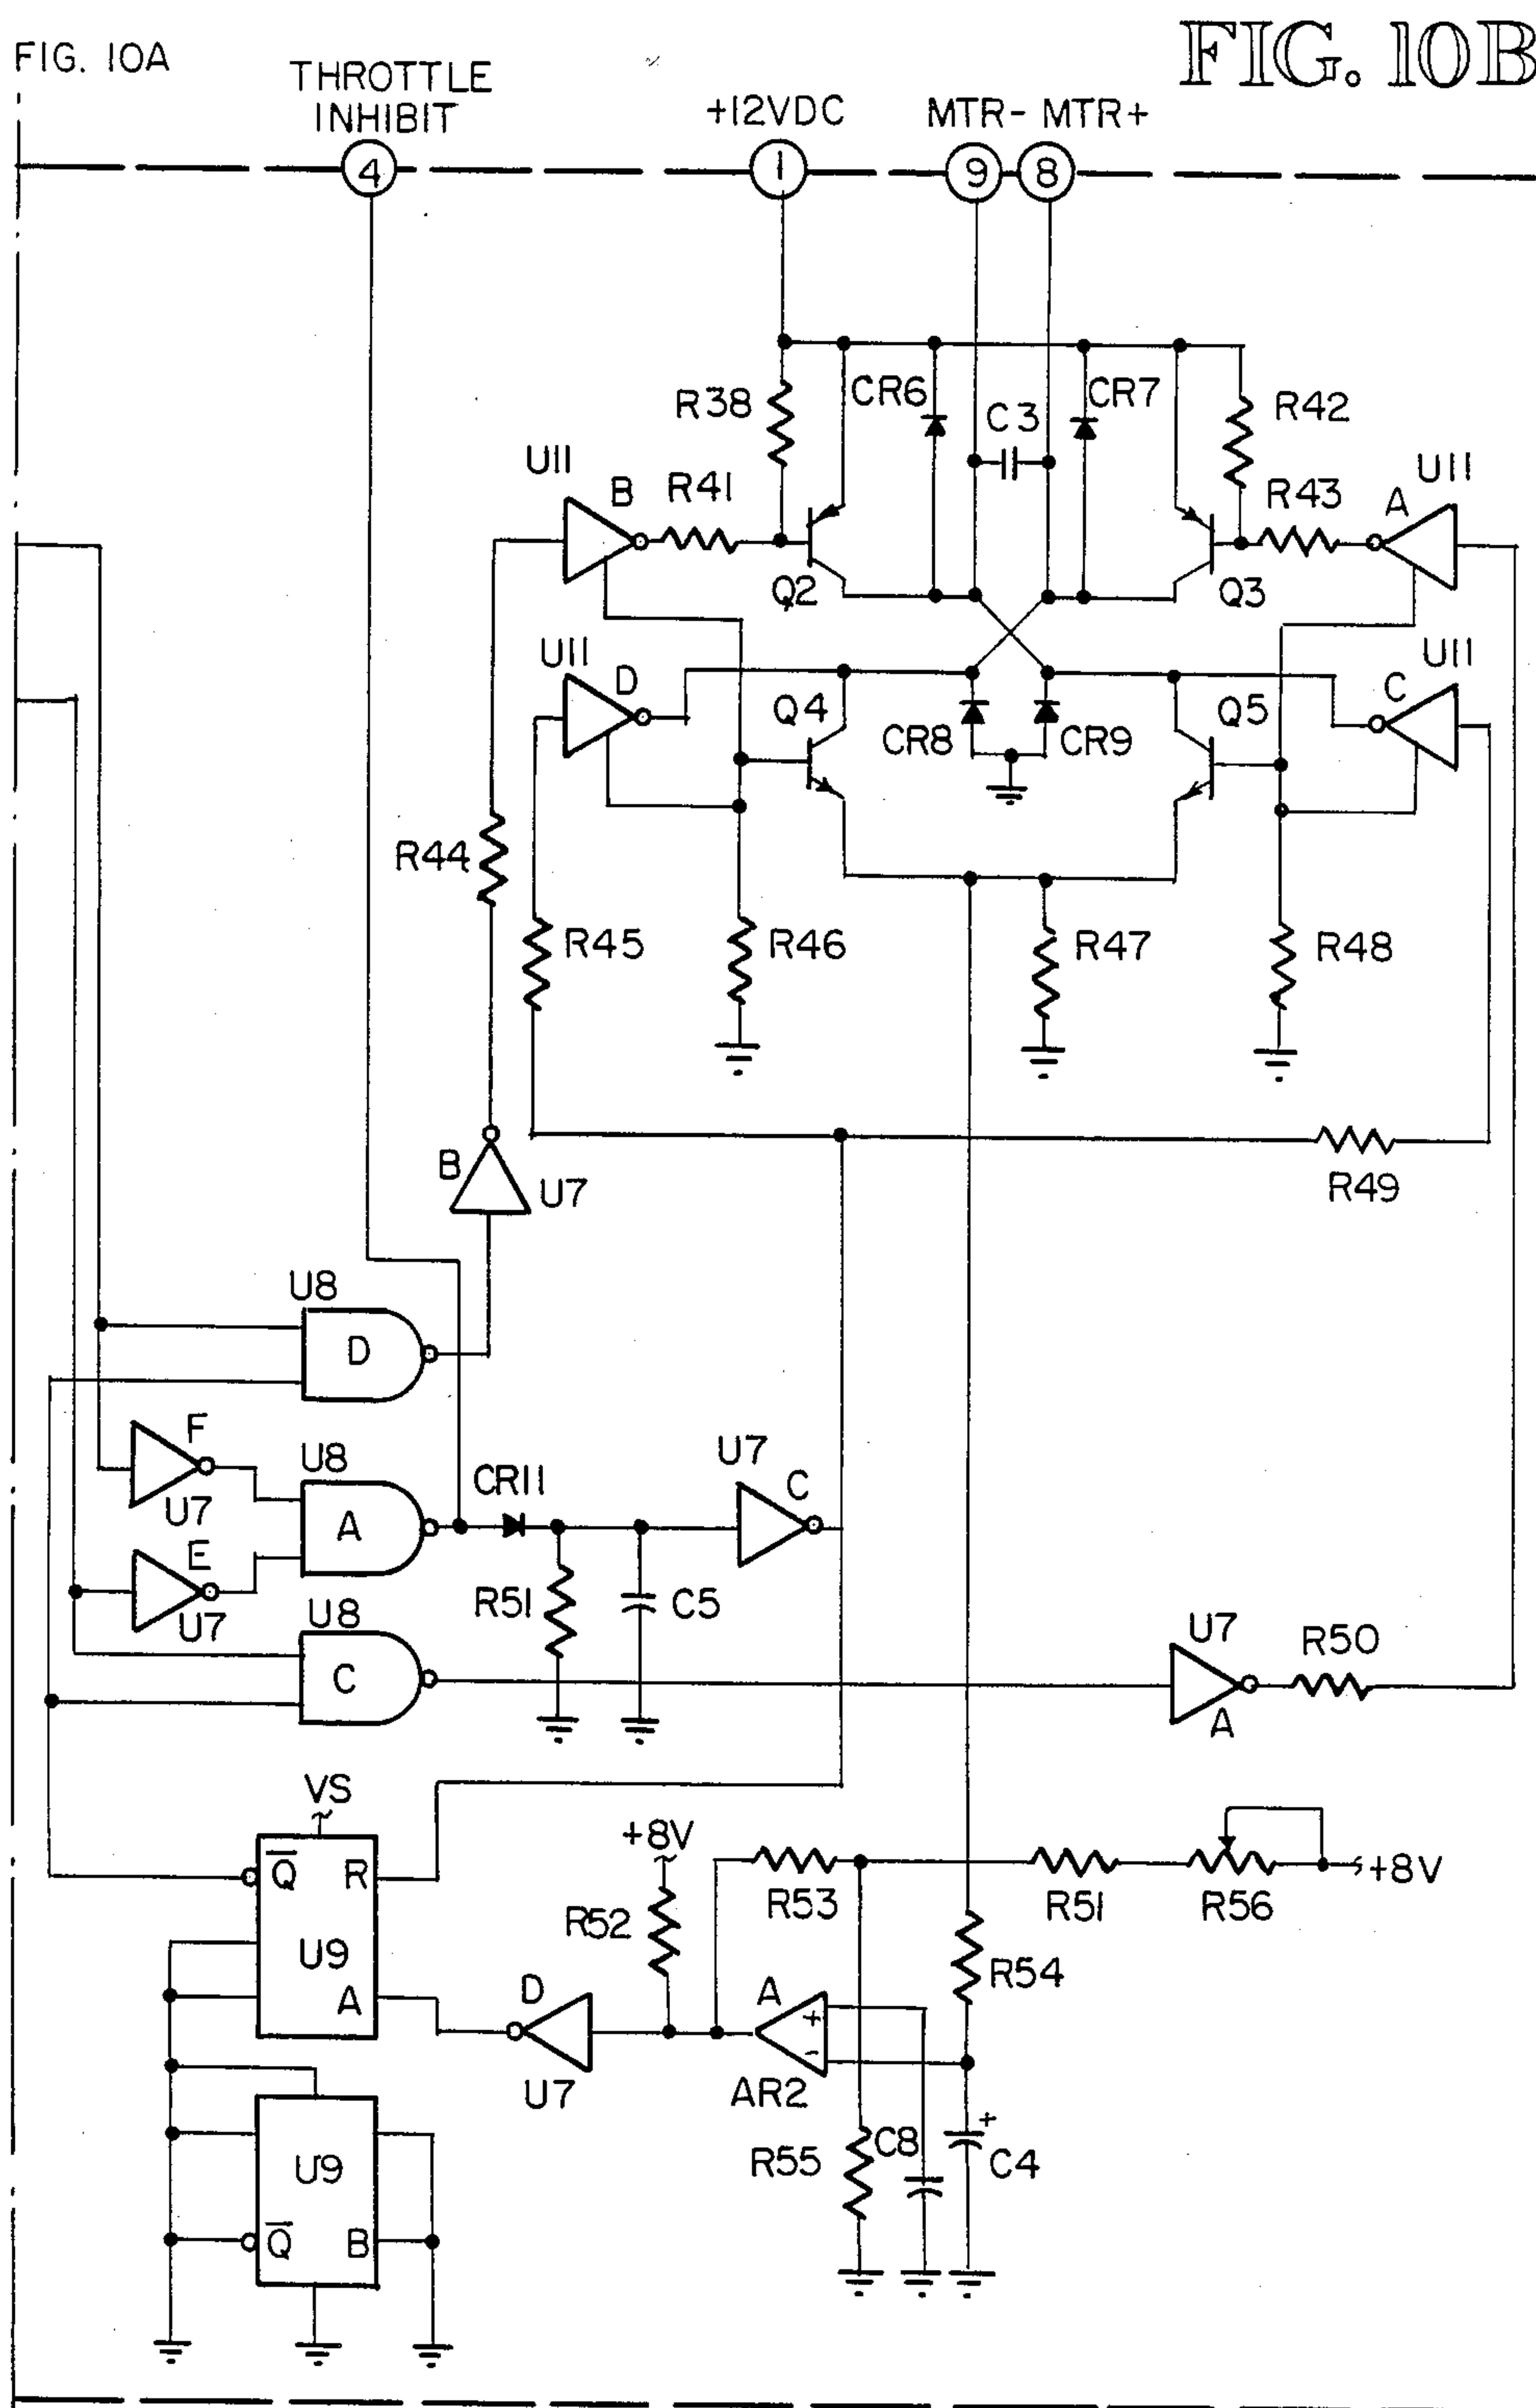 FIG. 10A
FIG. 10B
THROTTLE
INHIBIT
+12VDC
MTR- MTR+
4
1
9
8
R38
CR6
C3
CR7
R42
U11
B
R41
R43
A
U11
Q2
Q3
U11
D
Q4
CR8
CR9
Q5
C
U11
R44
R45
R46
R47
R48
B
U7
R49
U8
D
F
U7
U8
A
CR11
U7
C
E
U7
R51
C5
U8
C
U7
A
R50
VS
Q
R
U9
A
+8V
R52
R53
R51
R56
+8V
D
U7
A
+
-
AR2
R54
R55
C8
+
C4
U9
Q
B